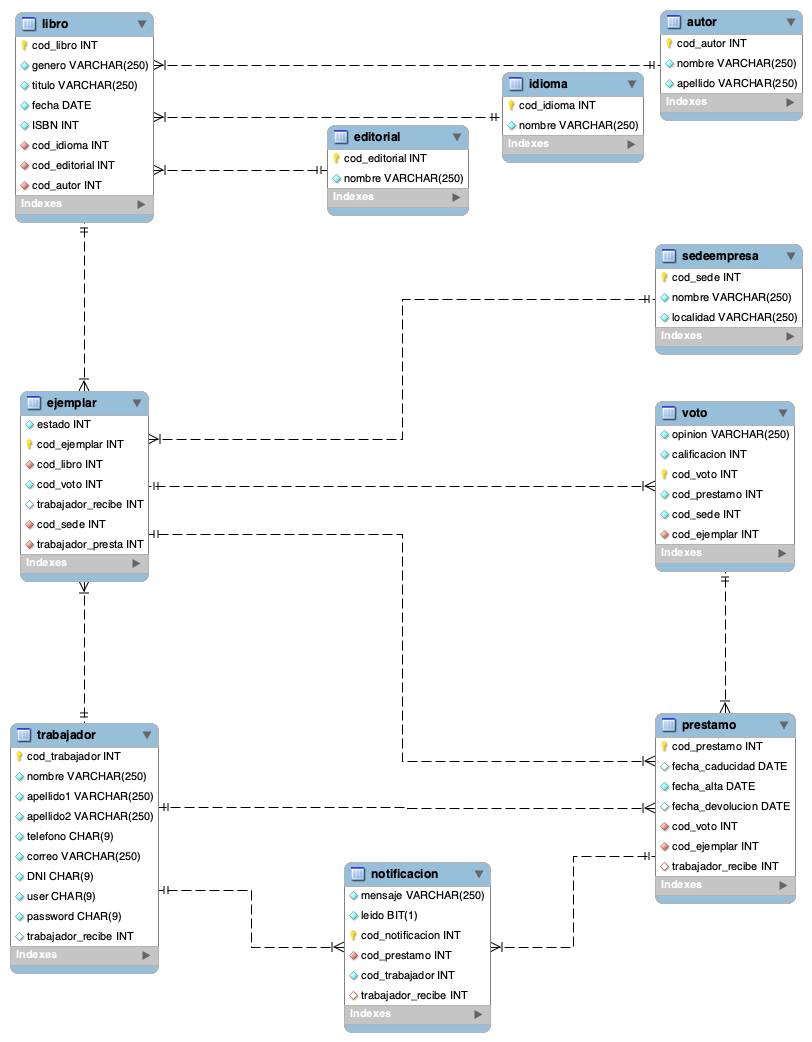 libro
cod_libro INT
genero VARCHAR(250)
titulo VARCHAR(250)
fecha DATE
ISBN INT
cod_idioma INT
cod_editorial INT
cod_autor INT
Indexes
autor
cod_autor INT
nombre VARCHAR(250)
apellido VARCHAR(250)
Indexes
idioma
cod_idioma INT
nombre VARCHAR(250)
Indexes
editorial
cod_editorial INT
nombre VARCHAR(250)
Indexes
sedeempresa
cod_sede INT
nombre VARCHAR(250)
localidad VARCHAR(250)
Indexes
ejemplar
estado INT
cod_ejemplar INT
cod_libro INT
cod_voto INT
trabajador_recibe INT
cod_sede INT
trabajador_presta INT
Indexes
voto
opinion VARCHAR(250)
calificacion INT
cod_voto INT
cod_prestamo INT
cod_sede INT
cod_ejemplar INT
Indexes
trabajador
cod_trabajador INT
nombre VARCHAR(250)
apellido1 VARCHAR(250)
apellido2 VARCHAR(250)
telefono CHAR(9)
correo VARCHAR(250)
DNI CHAR(9)
user CHAR(9)
password CHAR(9)
trabajador_recibe INT
Indexes
prestamo
cod_prestamo INT
fecha_caducidad DATE
fecha_alta DATE
fecha_devolucion DATE
cod_voto INT
cod_ejemplar INT
trabajador_recibe INT
Indexes
notificacion
mensaje VARCHAR(250)
leido BIT(1)
cod_notificacion INT
cod_prestamo INT
cod_trabajador INT
trabajador_recibe INT
Indexes